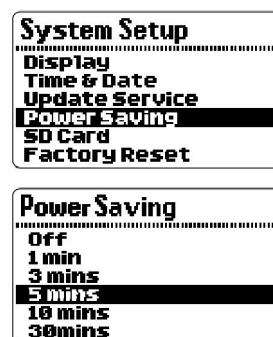 System Setup
Display
Time & Date
Update Service
Power Saving
SD Card
Factory Reset
Power Saving
Off
1 min
3 mins
5 mins
10 mins
30mins